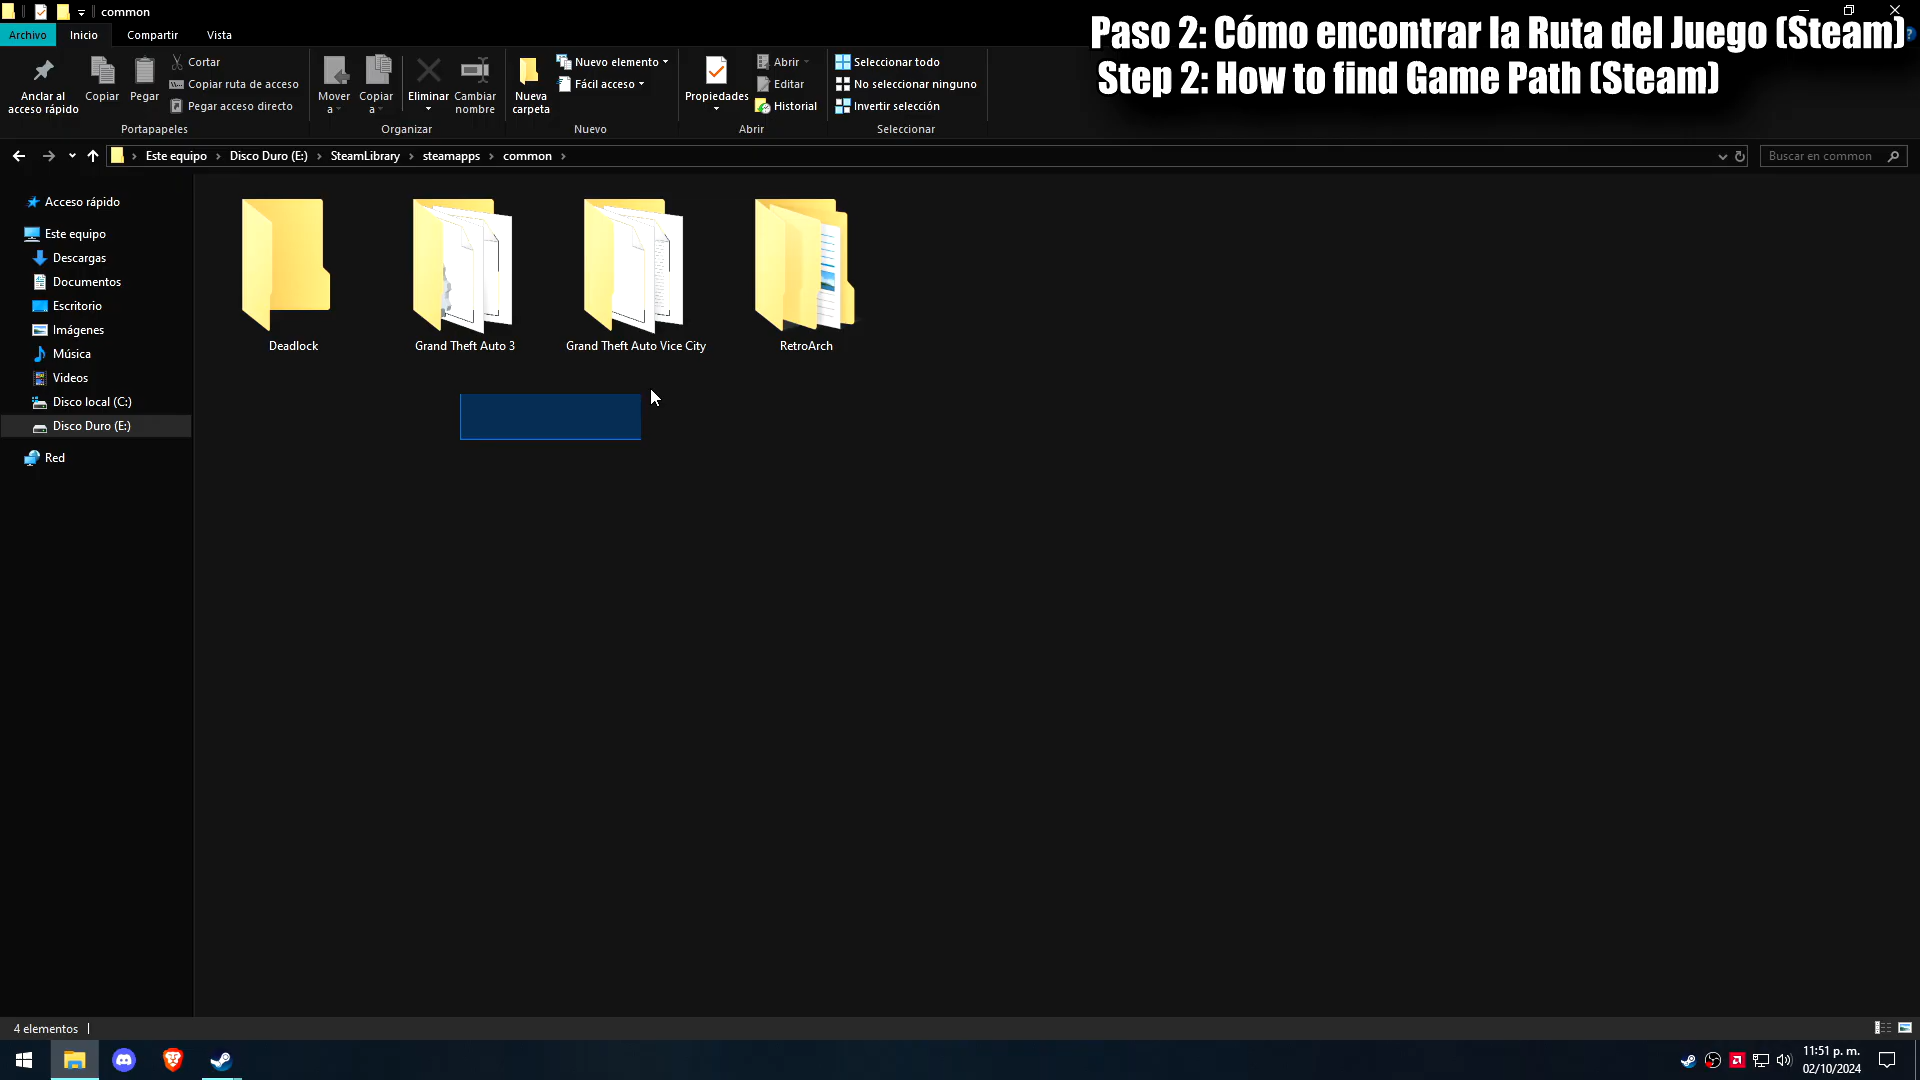 common
Paso 2: Cómo encontrar la Ruta del Juego (Steam)
Step 2: How to find Game Path (Steam)
Archivo
Inicio
Compartir
Vista
Anclar al
acceso rápido
Copiar
Pegar
Cortar
Copiar ruta de acceso
Pegar acceso directo
Portapapeles
Mover
a
Copiar
a
Eliminar
Cambiar
nombre
Organizar
Nueva
carpeta
Nuevo elemento
Fácil acceso
Nuevo
Propiedades
Abrir
Editar
Historial
Abrir
Seleccionar todo
No seleccionar ninguno
Invertir selección
Seleccionar
Este equipo > Disco Duro (E:) > SteamLibrary > steamapps > common >
Buscar en common
Acceso rápido
Este equipo
Descargas
Documentos
Escritorio
Imágenes
Música
Videos
Disco local (C:)
Disco Duro (E:)
Red
Deadlock
Grand Theft Auto 3
Grand Theft Auto Vice City
RetroArch
4 elementos
11:51 p. m.
02/10/2024